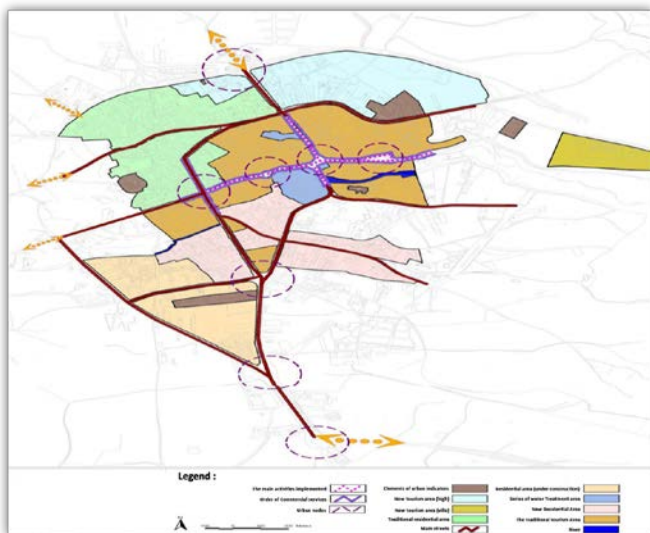 Legend :
The main activities implement
Order of Commercial services
Urban nodes
Elements of urban indicators
New tourism area (high)
New tourism area (villa)
Traditional residential area
Main streets
Residential area (under construction)
Series of water Treatment area
New Residential Area
The traditional tourism Area
River